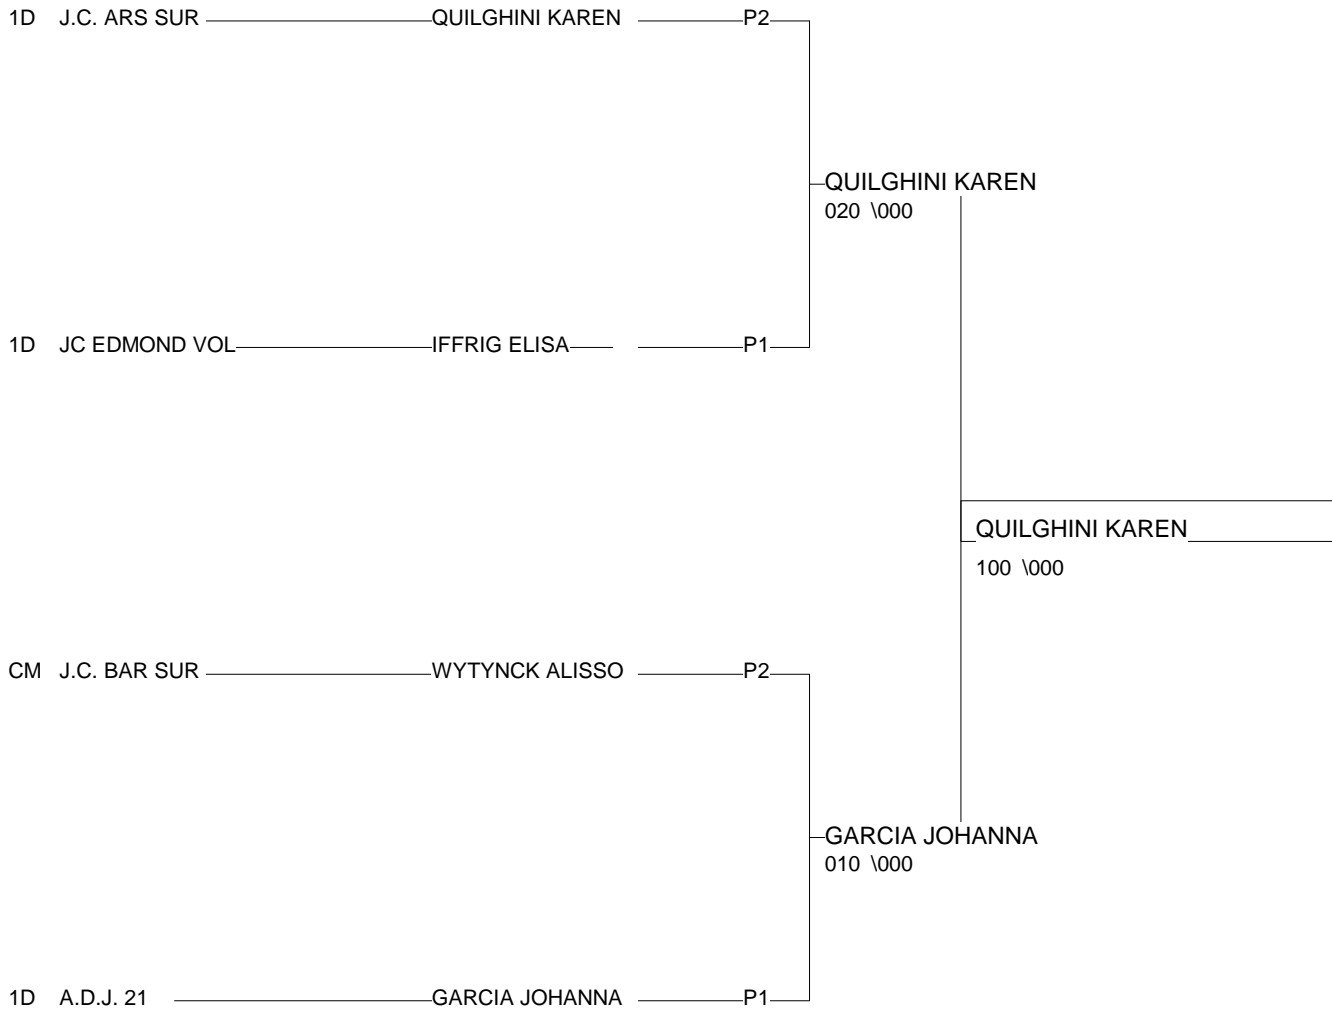 1D J.C. ARS SUR QUILGHINI KAREN P2
QUILGHINI KAREN
020 \000
1D JC EDMOND VOL IFFRIG ELISA P1
QUILGHINI KAREN
100 \000
CM J.C. BAR SUR WYTYNCK ALISSO P2
GARCIA JOHANNA
010 \000
1D A.D.J. 21 GARCIA JOHANNA P1